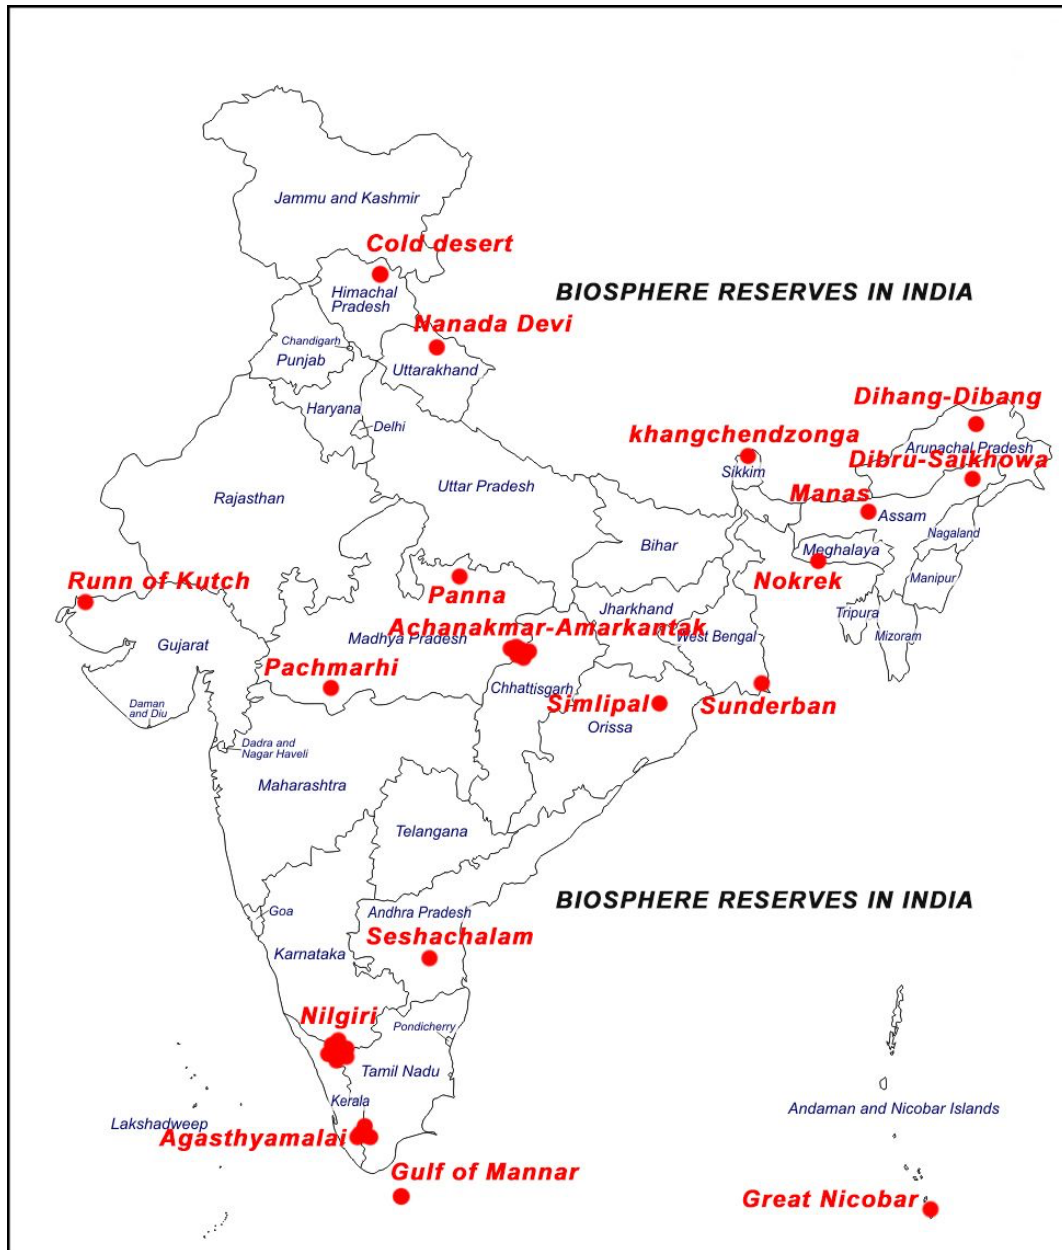 Jammu and Kashmir
Cold desert
Himachal
Pradesh
BIOSPHERE RESERVES IN INDIA
Nanada Devi
Chandigarh
Punjab
Uttarakhand
Dihang-Dibang
Haryana
Delhi
khangchendzonga
Arunachal Pradesh
Dibru-Saikhowa
Sikkim
Uttar Pradesh
Rajasthan
Manas
Assam
Nagaland
Bihar
Meghalaya
Runn of Kutch
Panna
Nokrek
Manipur
Jharkhand
Tripura
Achanakmar-Amarkantak
Madhya Pradesh
West Bengal
Mizoram
Gujarat
Pachmarhi
Chhattisgarh
Simlipal
Sunderban
Daman
and Diu
Orissa
Dadra and
Nagar Haveli
Maharashtra
Telangana
BIOSPHERE RESERVES IN INDIA
Goa
Andhra Pradesh
Seshachalam
Karnataka
Nilgiri
Pondicherry
Tamil Nadu
Kerala
Andaman and Nicobar Islands
Lakshadweep
Agasthyamalai
Gulf of Mannar
Great Nicobar